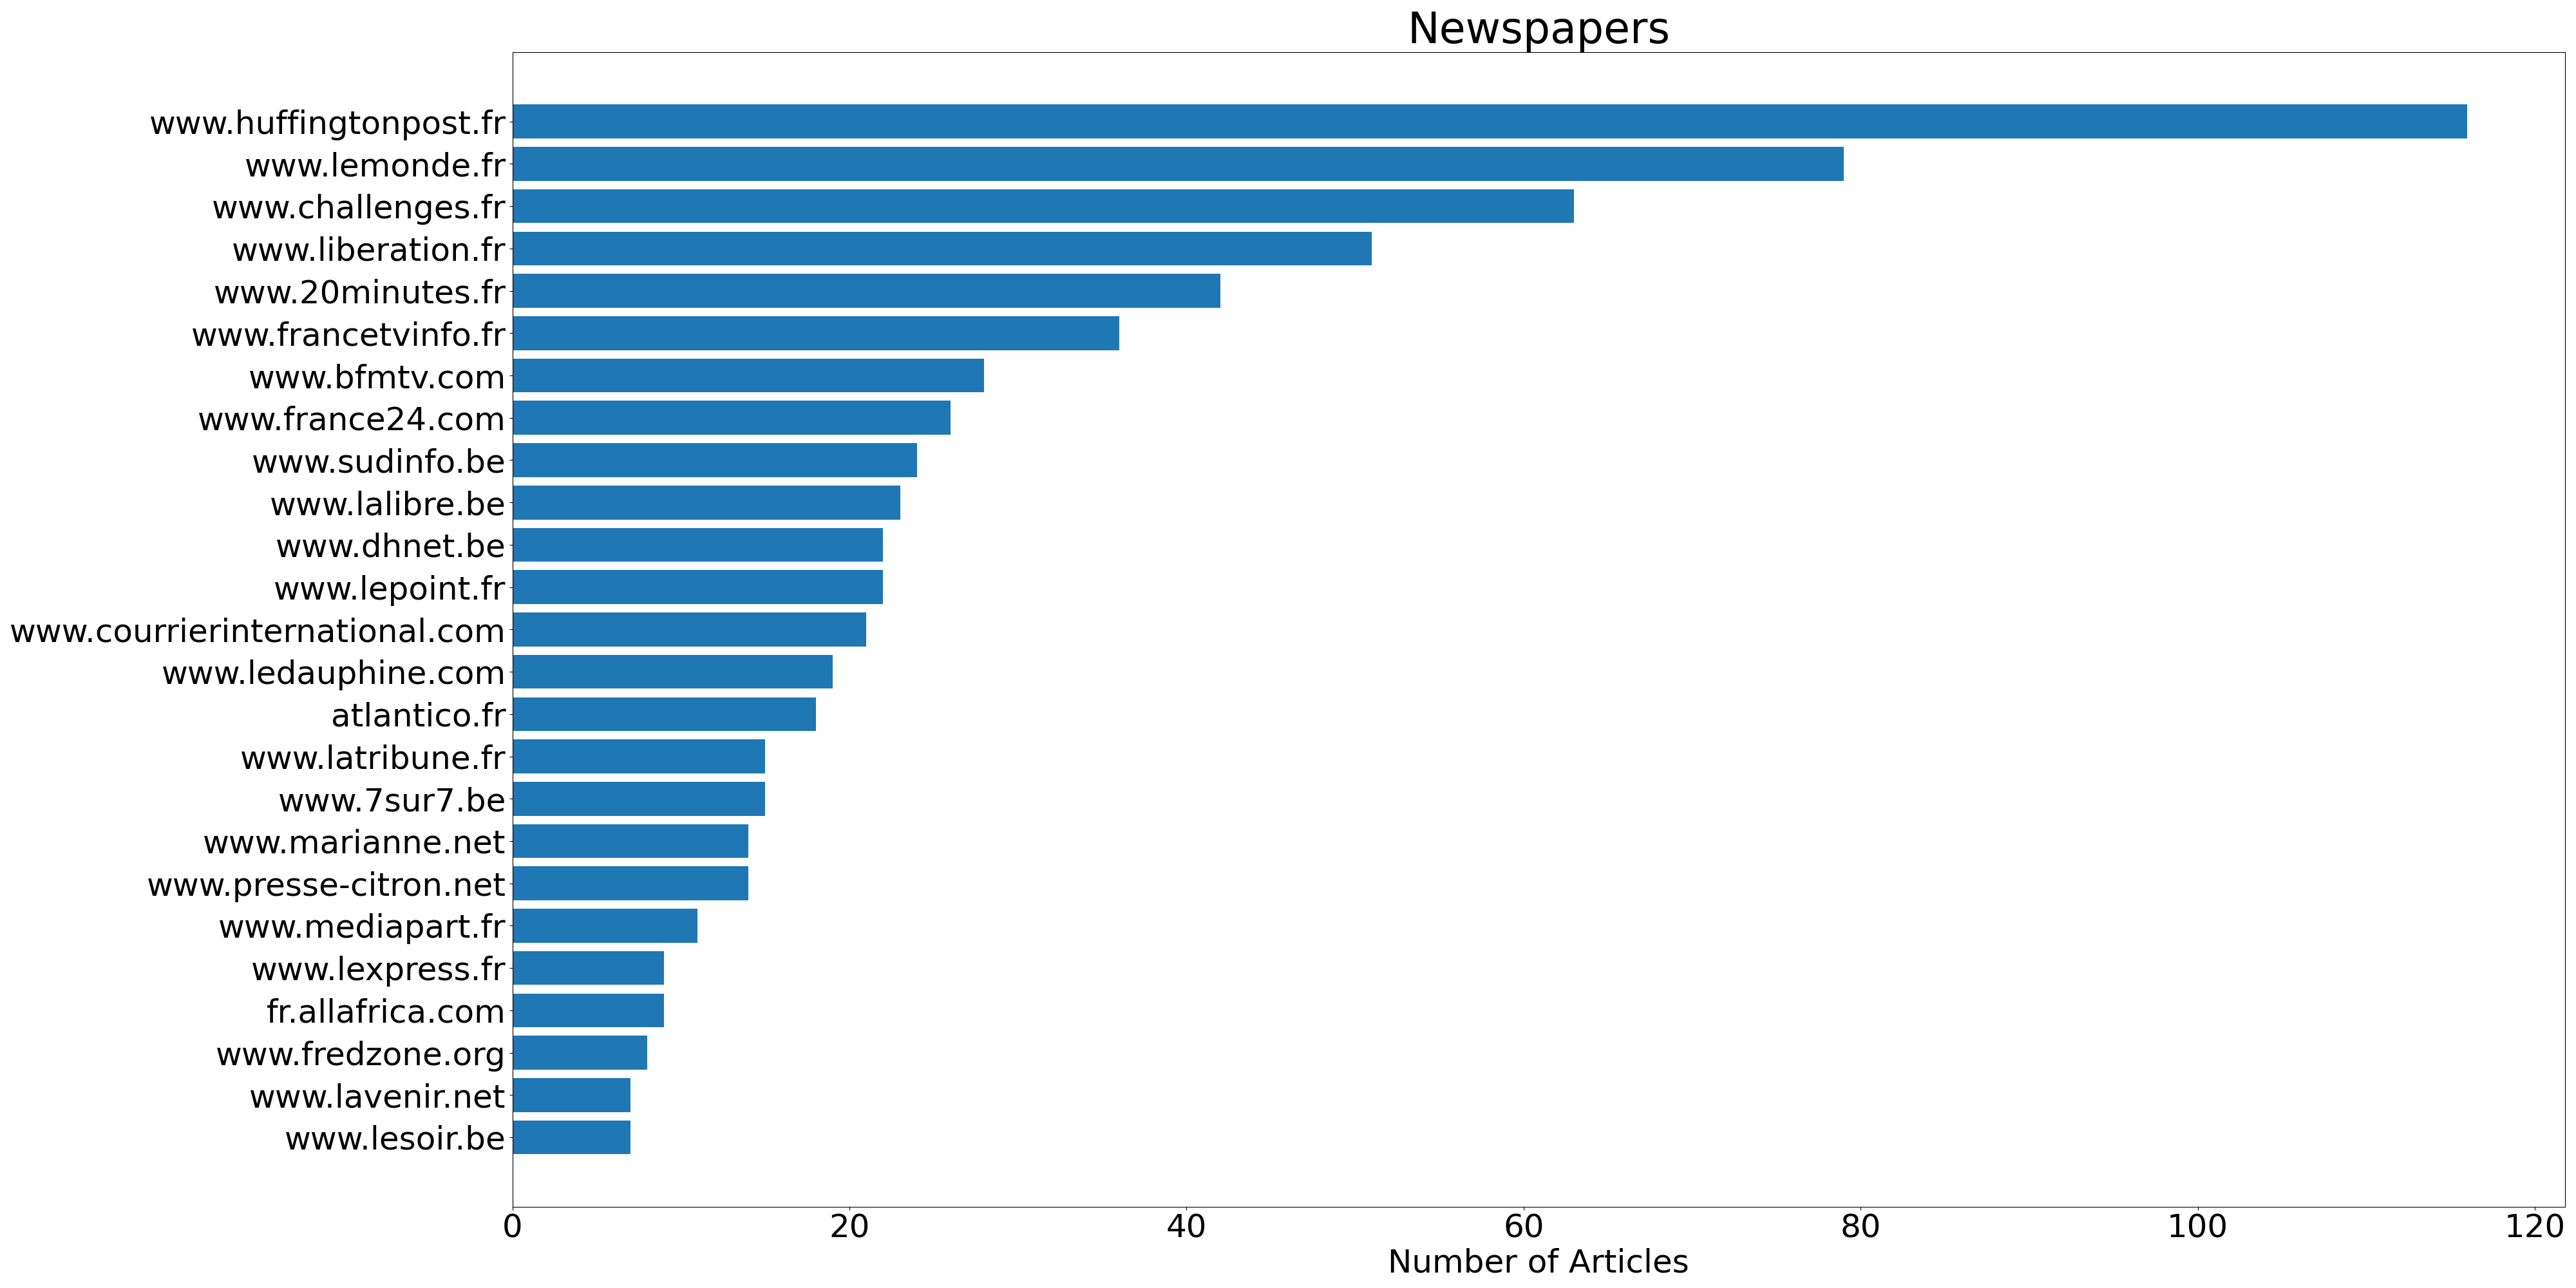 Newspapers
www.huffingtonpost.fr
www.lemonde.fr
www.challenges.fr
www.liberation.fr
www.20minutes.fr
www.francetvinfo.fr
www.bfmtv.com
www.france24.com
www.sudinfo.be
www.lalibre.be
www.dhnet.be
www.lepoint.fr
www.courrierinternational.com
www.ledauphine.com
atlantico.fr
www.latribune.fr
www.7sur7.be
www.marianne.net
www.presse-citron.net
www.mediapart.fr
www.lexpress.fr
fr.allafrica.com
www.fredzone.org
www.lavenir.net
www.lesoir.be
0 20 40 60 80 100 120
Number of Articles